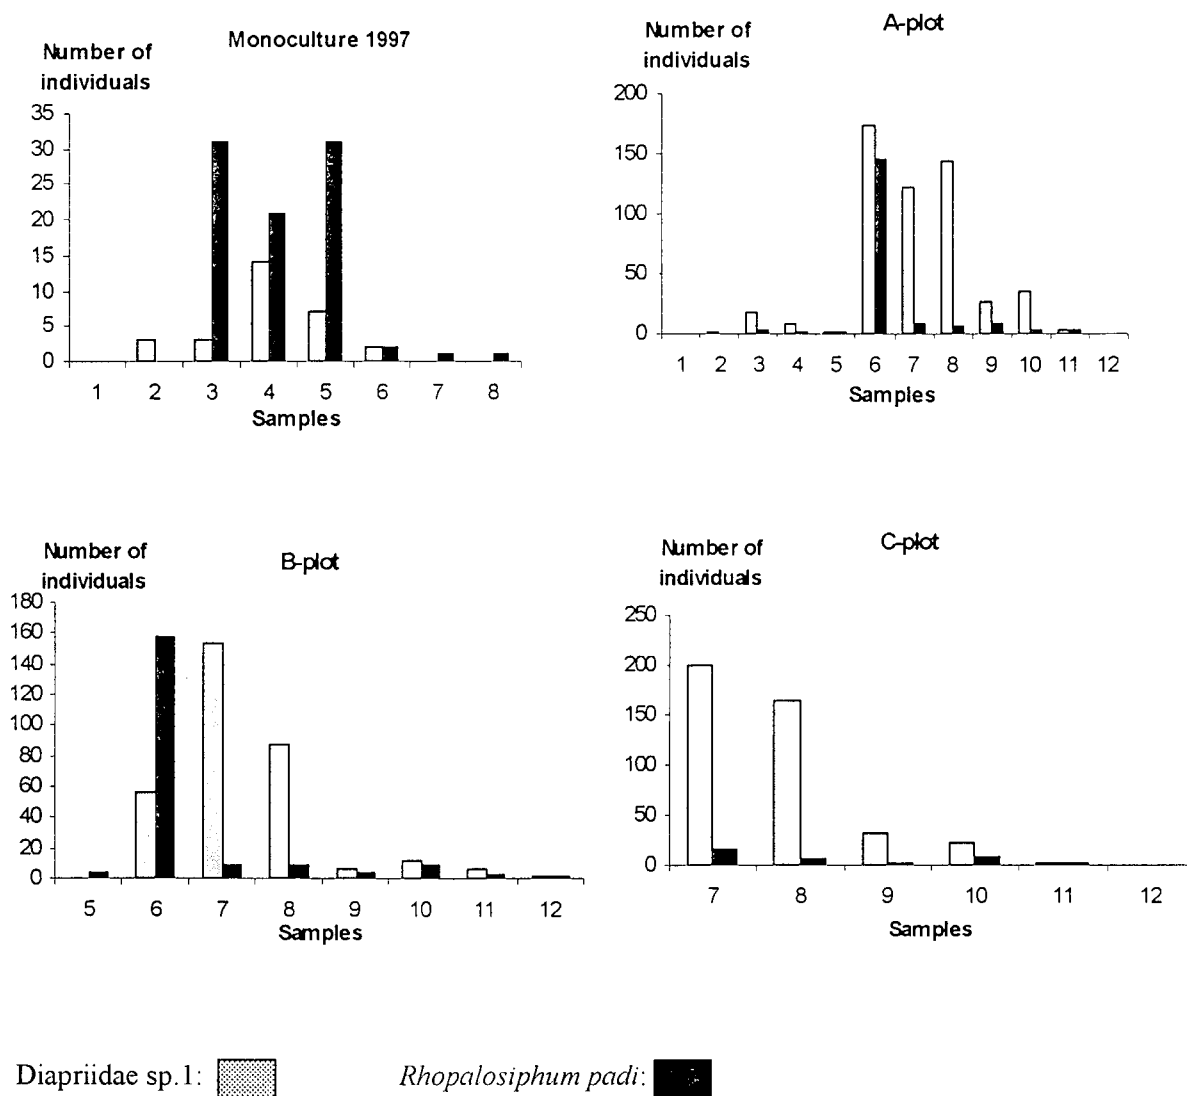 Monoculture 1997
Number of
individuals
35
30
25
20
15
10
5
0
1 2 3 4 5 6 7 8
Samples
A-plot
Number of
individuals
200
150
100
50
0
1 2 3 4 5 6 7 8 9 10 11 12
Samples
B-plot
Number of
individuals
180
160
140
120
100
80
60
40
20
0
5 6 7 8 9 10 11 12
Samples
C-plot
Number of
individuals
250
200
150
100
50
0
7 8 9 10 11 12
Samples
Diapriidae sp.1: Rhopalosiphum padi: